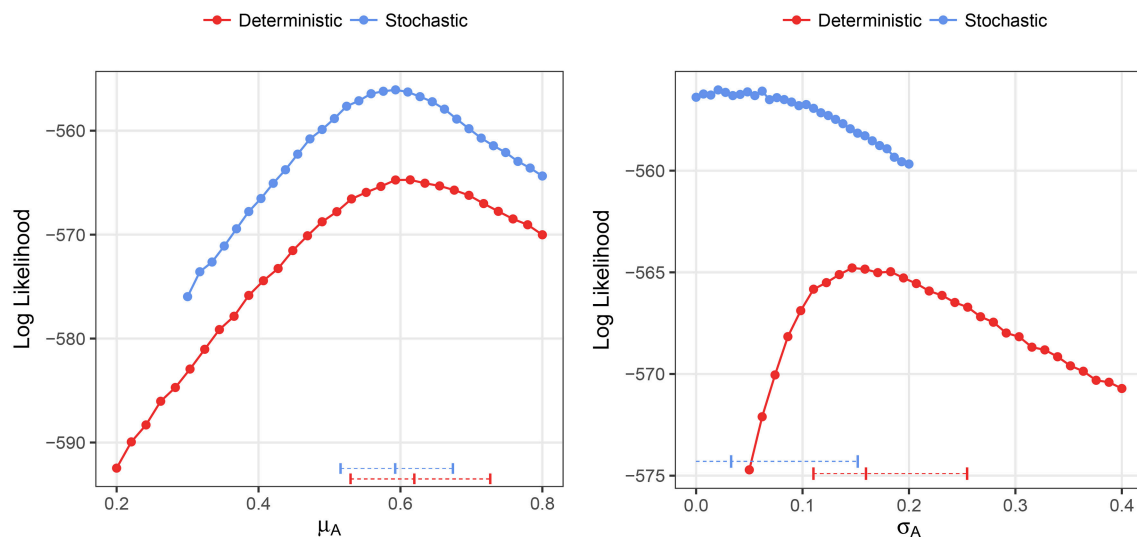 Deterministic Stochastic
Log Likelihood
−560
−570
−580
−590
0.2 0.4 0.6 0.8
μA
Deterministic Stochastic
Log Likelihood
−560
−565
−570
−575
0.0 0.1 0.2 0.3 0.4
σA